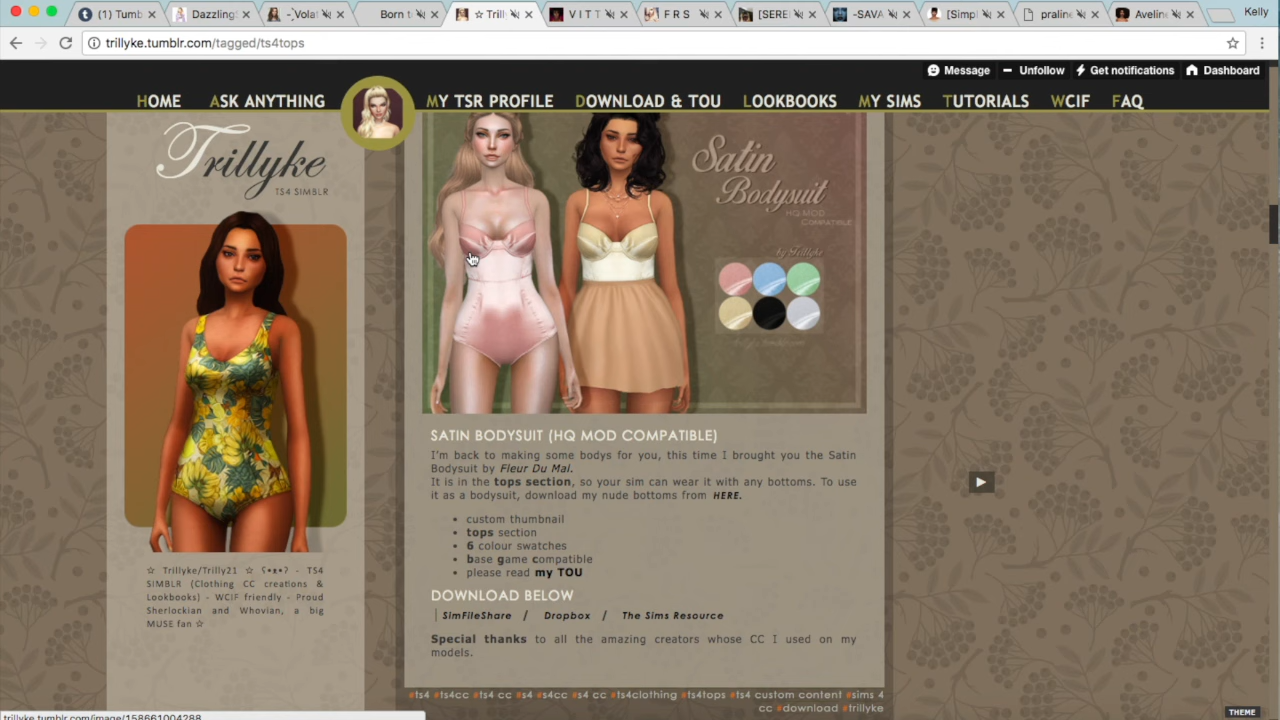 (1) Tumb
Dazzling
- Volat
Born to
☆ Trill
V I T T
F R S
[SERE
-SAVA
[Simpl
praline
Aveline
Kelly
trillyke.tumblr.com/tagged/ts4tops
Message
Unfollow
Get notifications
Dashboard
HOME
ASK ANYTHING
MY TSR PROFILE
DOWNLOAD & TOU
LOOKBOOKS
MY SIMS
TUTORIALS
WCIF
FAQ
Trillyke
TS4 SIMBLR
☆ Trillyke/Trilly21 ☆ ʕ•ᴥ•ʔ - TS4
SIMBLR (Clothing CC creations &
Lookbooks) - WCIF friendly - Proud
Sherlockian and Whovian, a big
MUSE fan ☆
Satin
Bodysuit
HQ MOD
COMPATIBLE
by Trillyke
SATIN BODYSUIT (HQ MOD COMPATIBLE)
I'm back to making some bodys for you, this time I brought you the Satin
Bodysuit by Fleur Du Mal.
It is in the tops section, so your sim can wear it with any bottoms. To use
it as a bodysuit, download my nude bottoms from HERE.
• custom thumbnail
• tops section
• 6 colour swatches
• base game compatible
• please read my TOU
DOWNLOAD BELOW
| SimFileShare / Dropbox / The Sims Resource
Special thanks to all the amazing creators whose CC I used on my
models.
#ts4 #ts4cc #ts4 cc #s4 #s4cc #s4 cc #ts4clothing #ts4tops #ts4 custom content #sims 4
cc #download #trillyke
THEME
trillyke.tumblr.com/image/158661004288